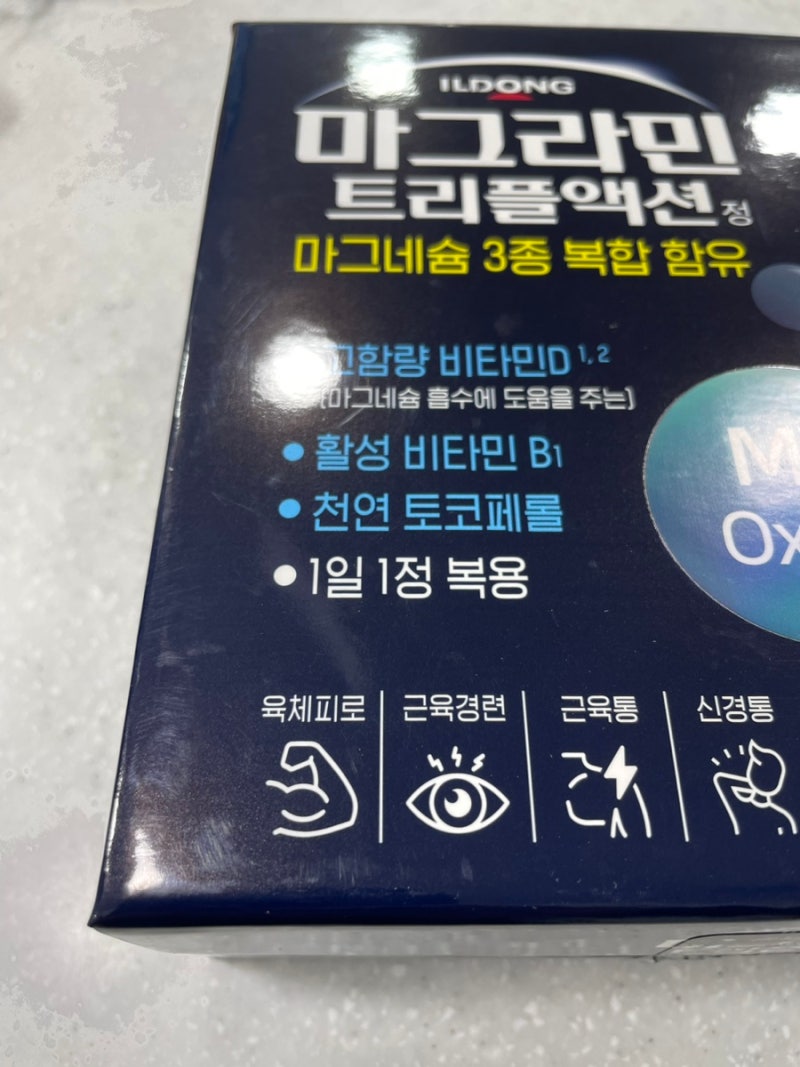 ILDONG
마그라민
트리플액션정
마그네슘 3종 복합 함유
고함량 비타민D 1, 2
[마그네슘 흡수에 도움을 주는]
• 활성 비타민 B1
• 천연 토코페롤
• 1일 1정 복용
육체피로
근육경련
근육통
신경통